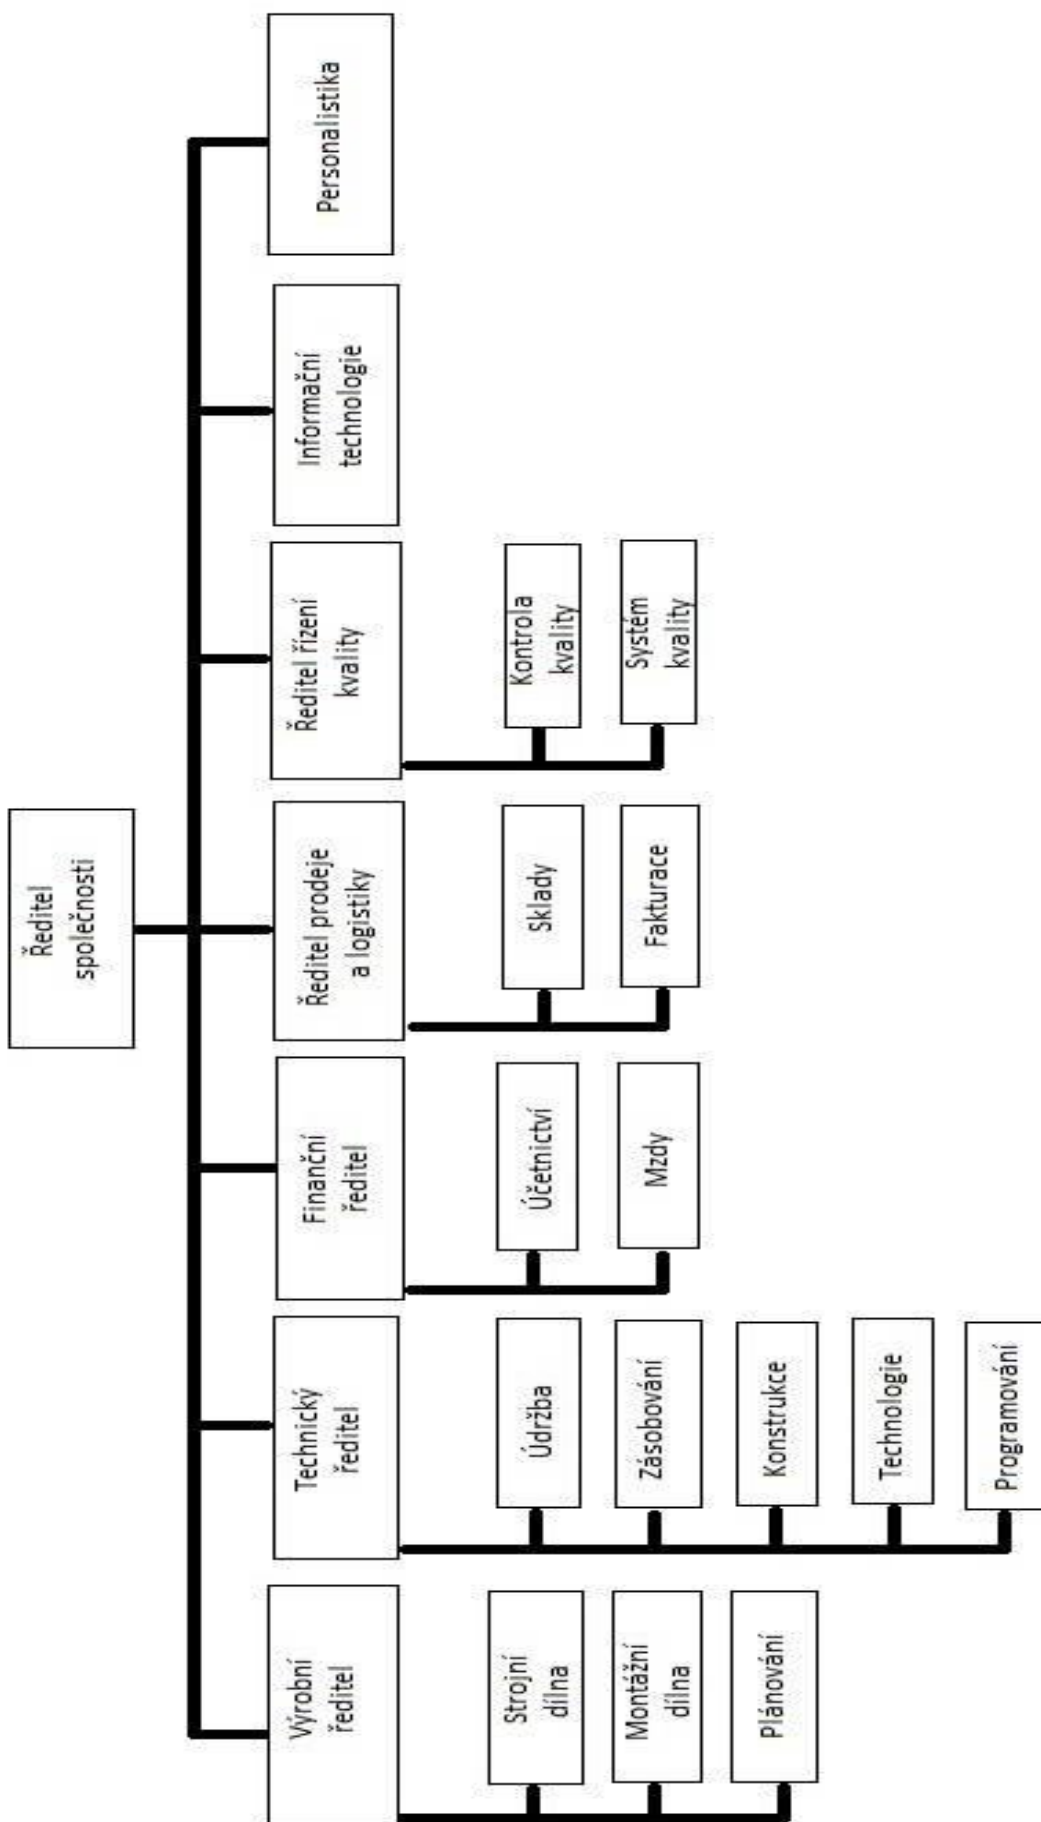 Ředitel
společnosti
Výrobní
ředitel
Strojní
dílna
Montážní
dílna
Plánování
Technický
ředitel
Údržba
Zásobování
Konstrukce
Technologie
Programování
Finanční
ředitel
Účetnictví
Mzdy
Ředitel prodeje
a logistiky
Sklady
Fakturace
Ředitel řízení
kvality
Kontrola
kvality
Systém
kvality
Informační
technologie
Personalistika